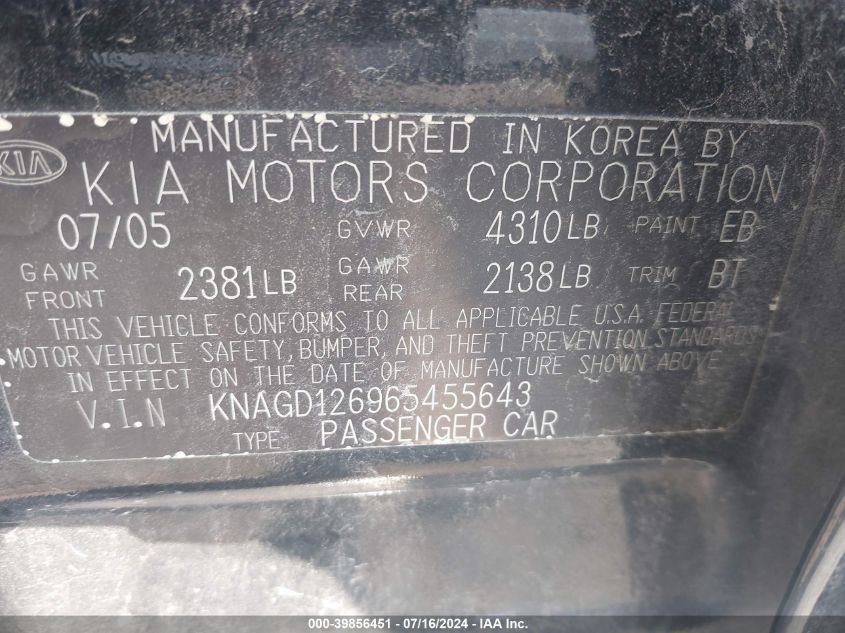 MANUFACTURED IN KOREA BY
KIA KIA MOTORS CORPORATION
07/05 GVWR 4310LB PAINT EB
GAWR FRONT 2381LB GAWR REAR 2138LB TRIM BT
THIS VEHICLE CONFORMS TO ALL APPLICABLE U.S.A. FEDERAL
MOTOR VEHICLE SAFETY, BUMPER, AND THEFT PREVENTION STANDARDS
IN EFFECT ON THE DATE OF MANUFACTURE SHOWN ABOVE
V.I.N KNAGD126965455643
TYPE PASSENGER CAR
000-39856451 - 07/16/2024 - IAA Inc.